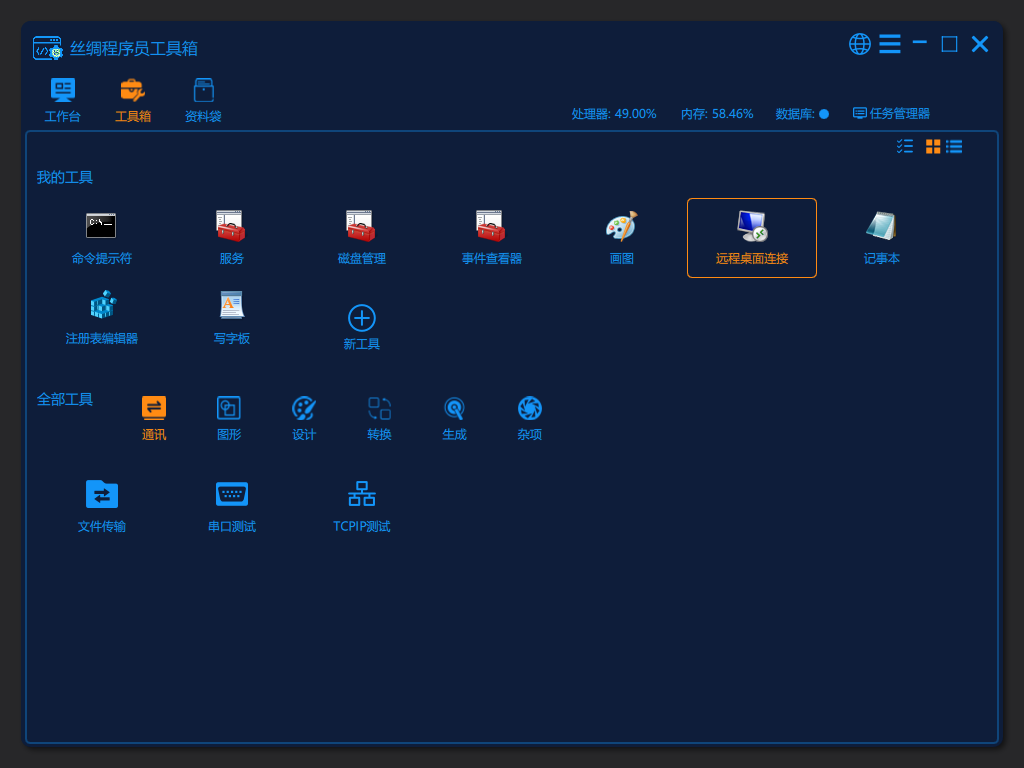 丝绸程序员工具箱
工作台 工具箱 资料袋
处理器: 49.00% 内存: 58.46% 数据库: 任务管理器
我的工具
C:\_
命令提示符 服务 磁盘管理 事件查看器 画图 远程桌面连接 记事本
注册表编辑器 写字板 新工具
全部工具
通讯 图形 设计 转换 生成 杂项
文件传输 串口测试 TCPIP测试